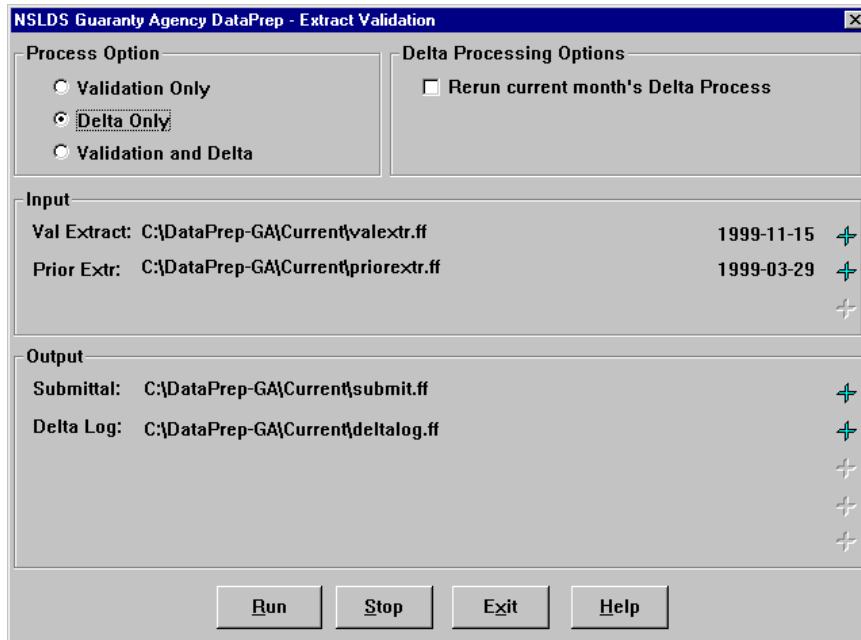 NSLDS Guaranty Agency DataPrep - Extract Validation
Process Option
Validation Only
Delta Only
Validation and Delta
Delta Processing Options
Rerun current month's Delta Process
Input
Val Extract: C:\DataPrep-GA\Current\valextr.ff 1999-11-15
Prior Extr: C:\DataPrep-GA\Current\priorextr.ff 1999-03-29
Output
Submittal: C:\DataPrep-GA\Current\submit.ff
Delta Log: C:\DataPrep-GA\Current\deltalog.ff
Run Stop Exit Help